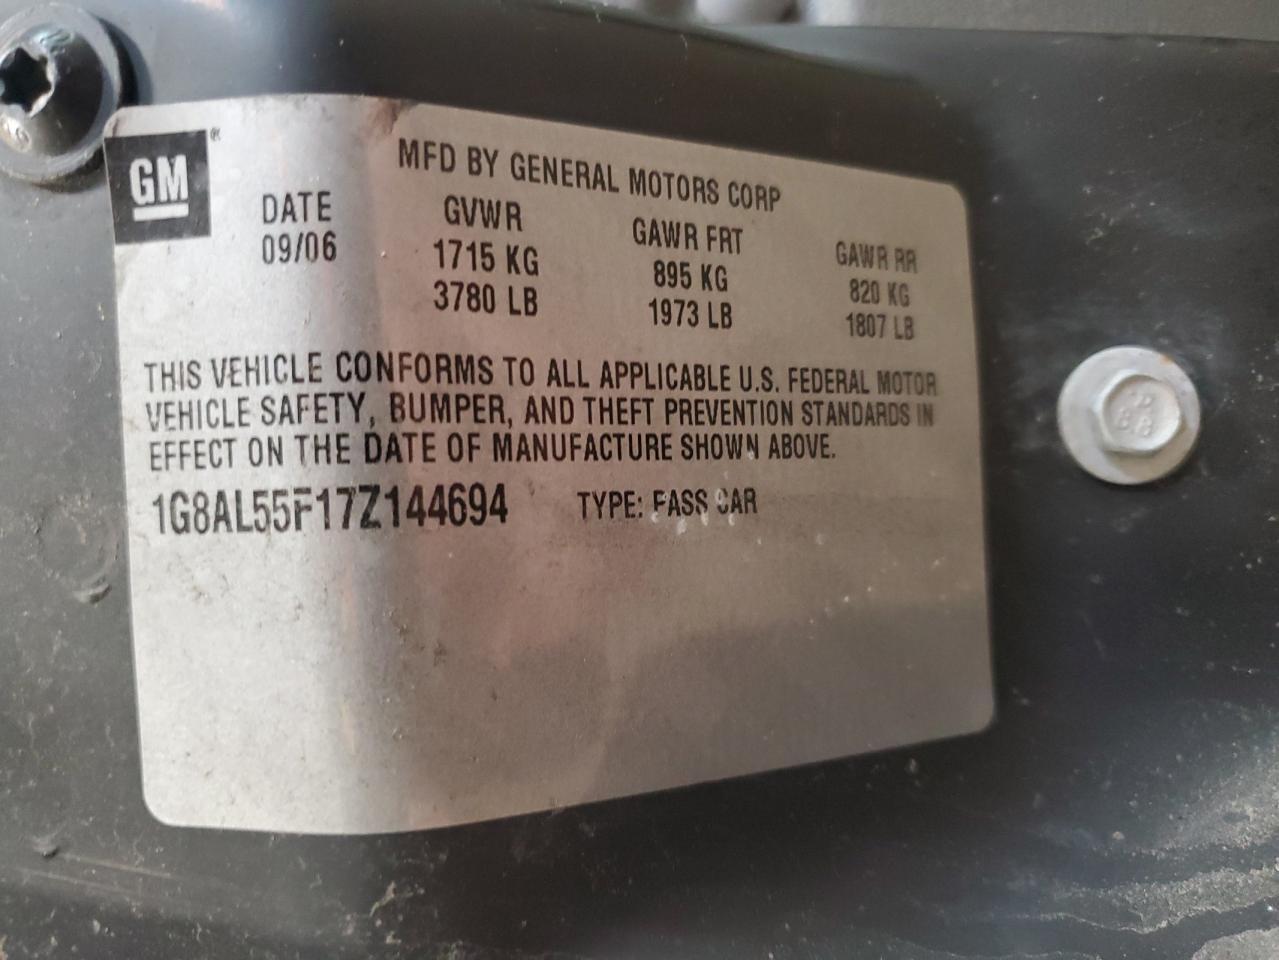 GM®
MFD BY GENERAL MOTORS CORP
DATE GVWR GAWR FRT GAWR RR
09/06 1715 KG 895 KG 820 KG
3780 LB 1973 LB 1807 LB
THIS VEHICLE CONFORMS TO ALL APPLICABLE U.S. FEDERAL MOTOR
VEHICLE SAFETY, BUMPER, AND THEFT PREVENTION STANDARDS IN
EFFECT ON THE DATE OF MANUFACTURE SHOWN ABOVE.
1G8AL55F17Z144694 TYPE: PASS CAR